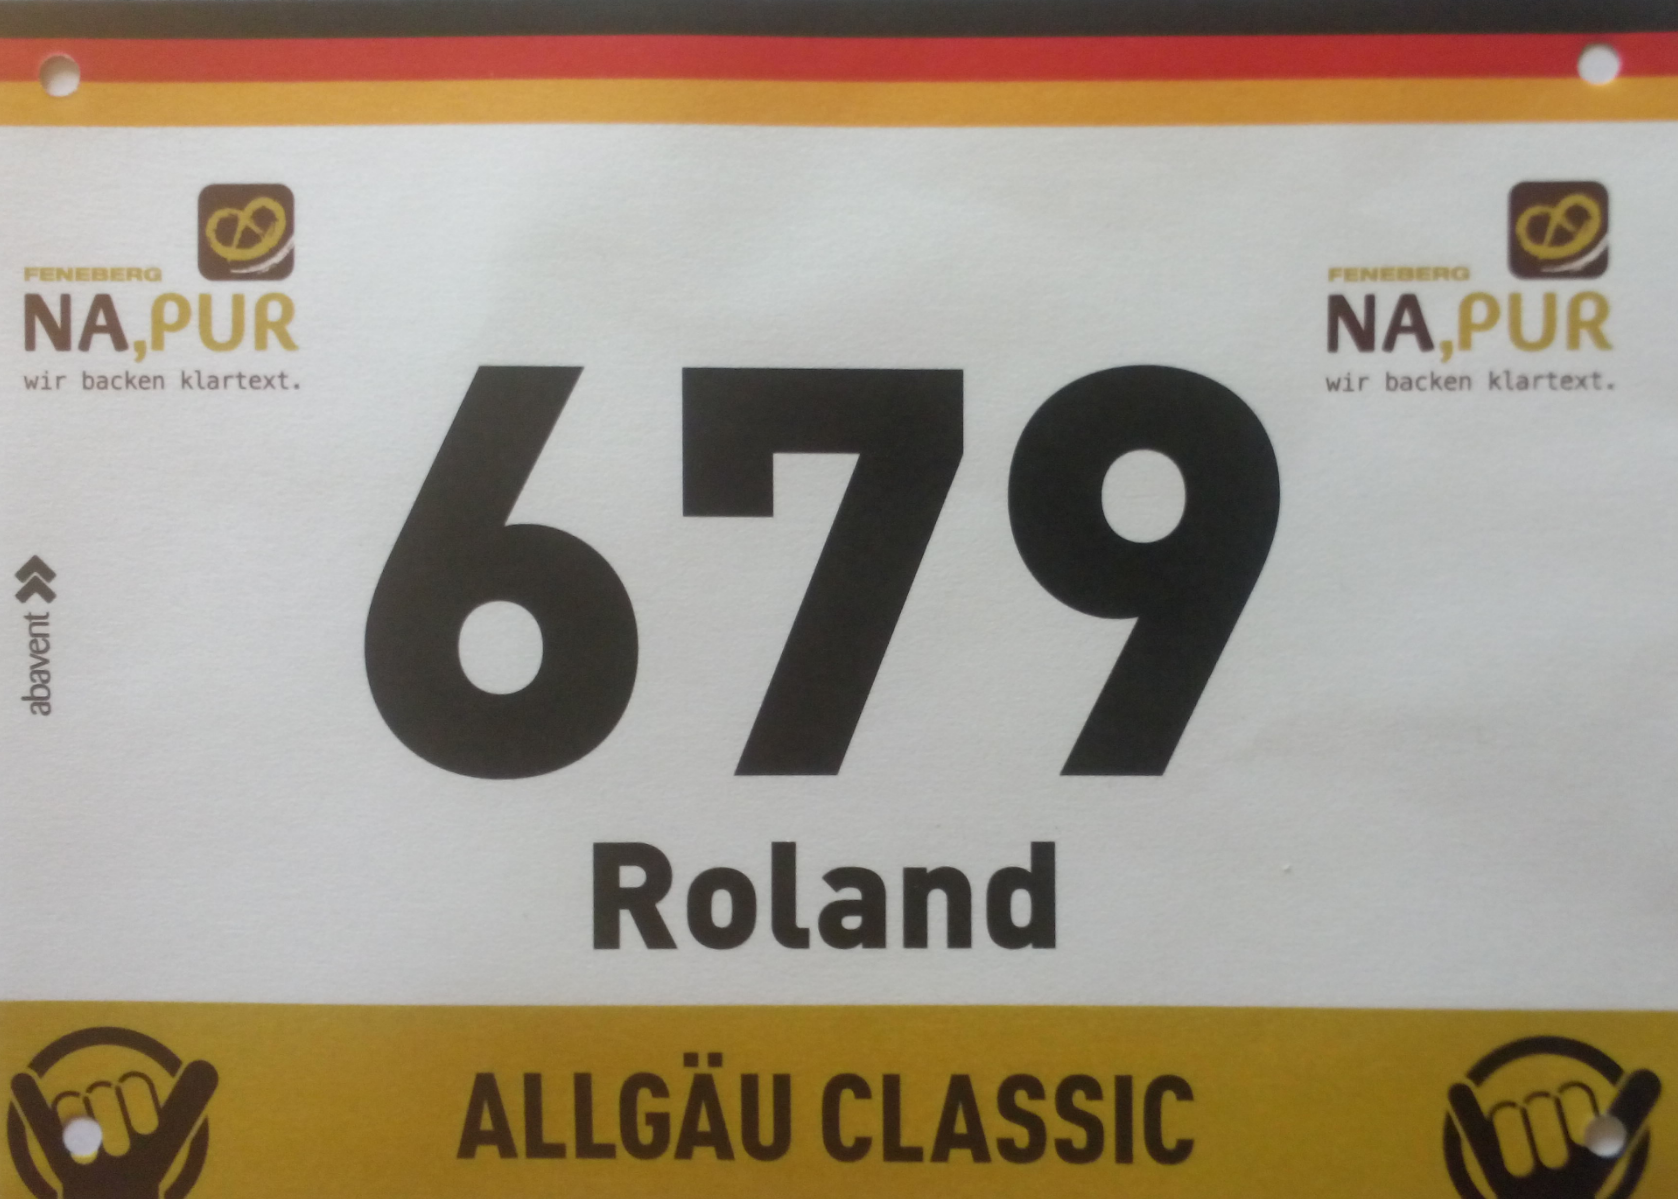 FENEBERG
NA,PUR
wir backen klartext.
FENEBERG
NA,PUR
wir backen klartext.
679
abavent
Roland
ALLGÄU CLASSIC